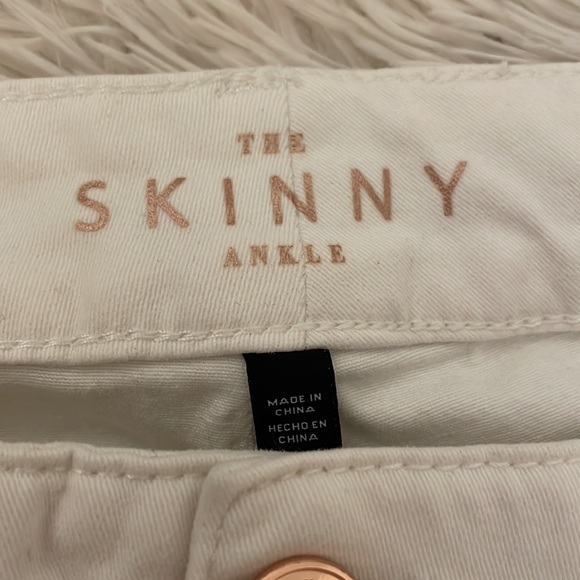 THE
SKINNY
ANKLE
MADE IN
CHINA
HECHO EN
CHINA